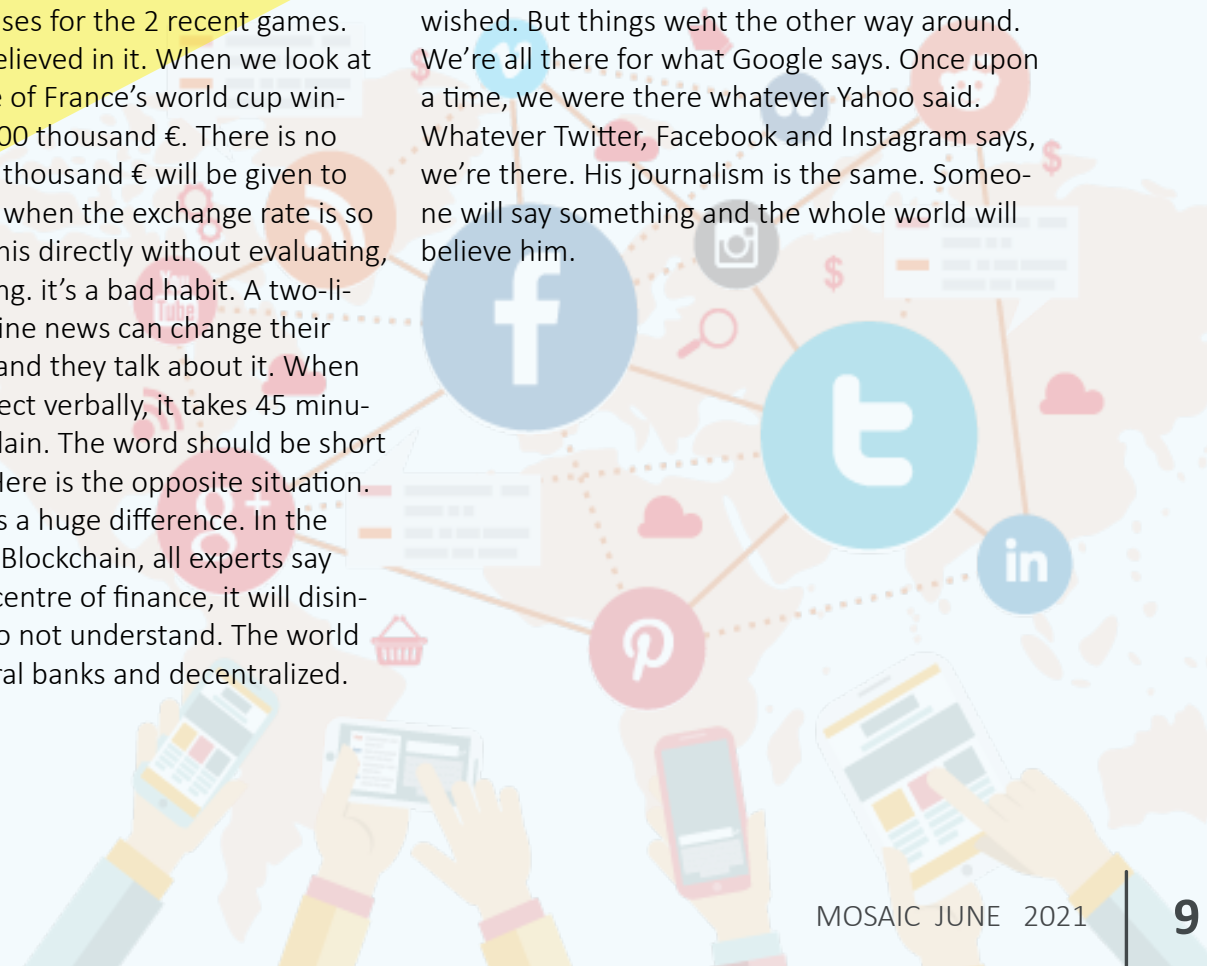 ses for the 2 recent games.
elieved in it. When we look at
e of France's world cup win-
00 thousand €. There is no
thousand € will be given to
when the exchange rate is so
his directly without evaluating,
ng. it's a bad habit. A two-li-
ine news can change their
and they talk about it. When
ect verbally, it takes 45 minu-
lain. The word should be short
Here is the opposite situation.
s a huge difference. In the
Blockchain, all experts say
centre of finance, it will disin-
o not understand. The world
ral banks and decentralized.
wished. But things went the other way around.
We're all there for what Google says. Once upon
a time, we were there whatever Yahoo said.
Whatever Twitter, Facebook and Instagram says,
we're there. His journalism is the same. Someo-
ne will say something and the whole world will
believe him.
You
Tube
f
t
g+
in
p
MOSAIC JUNE 2021
9